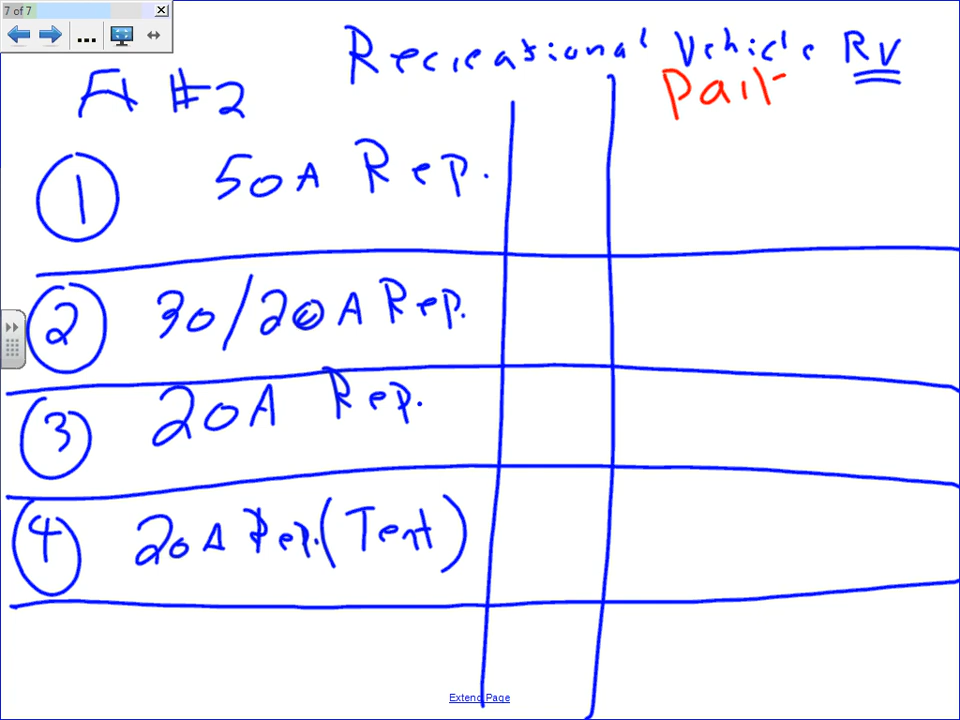 7 of 7
Recreational Vehicle RV
#2
Part
1 50A Rep.
2 30/20A Rep.
3 20A Rep.
4 20A Rep. (Tent)
Extend Page